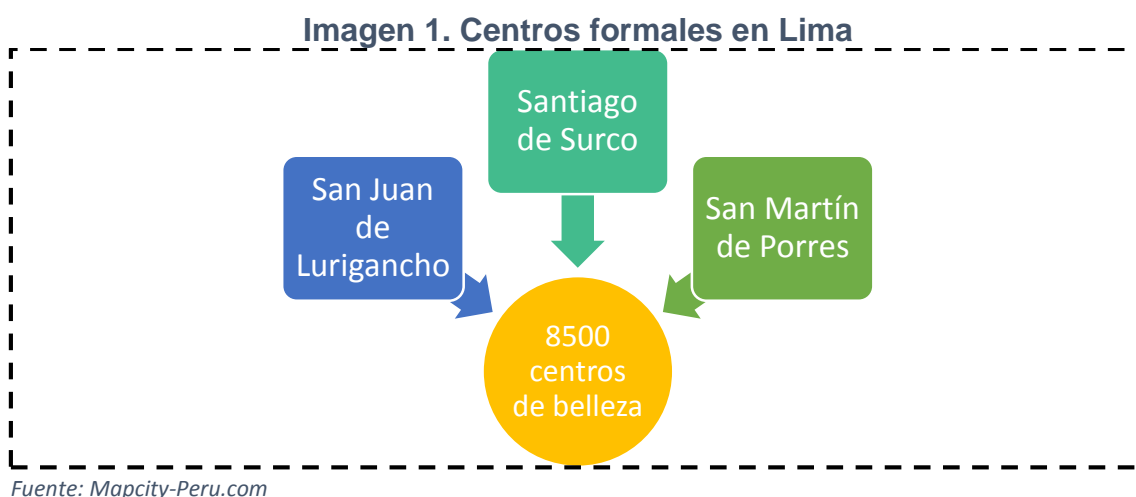 Imagen 1. Centros formales en Lima
Santiago
de Surco
San Juan
de
Lurigancho
San Martín
de Porres
8500
centros
de belleza
Fuente: Mapcity-Peru.com